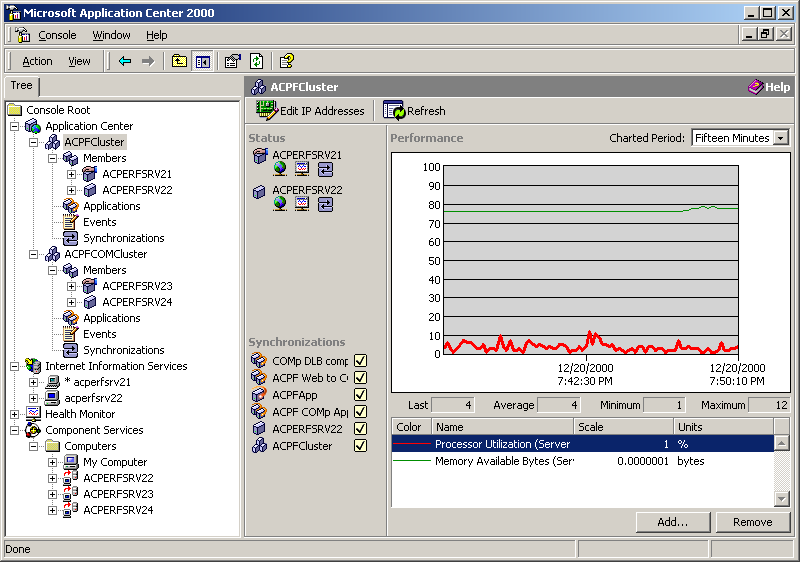 Microsoft Application Center 2000
Console Window Help
Action View
Tree
Console Root
Application Center
ACPFCluster
Members
ACPERFSRV21
ACPERFSRV22
Applications
Events
Synchronizations
ACPFCOMCluster
Members
ACPERFSRV23
ACPERFSRV24
Applications
Events
Synchronizations
Internet Information Services
* acperfsrv21
acperfsrv22
Health Monitor
Component Services
Computers
My Computer
ACPERFSRV22
ACPERFSRV23
ACPERFSRV24
ACPFCluster Help
Edit IP Addresses Refresh
Status
ACPERFSRV21
ACPERFSRV22
Synchronizations
COMp DLB comp
ACPF Web to C
ACPFApp
ACPF COMp Ap
ACPERFSRV22
ACPFCluster
Performance Charted Period: Fifteen Minutes
100
90
80
70
60
50
40
30
20
10
0
12/20/2000 12/20/2000
7:42:30 PM 7:50:10 PM
Last 4 Average 4 Minimum 1 Maximum 12
Color Name Scale Units
Processor Utilization (Server 1 %
Memory Available Bytes (Ser 0.0000001 bytes
Add... Remove
Done